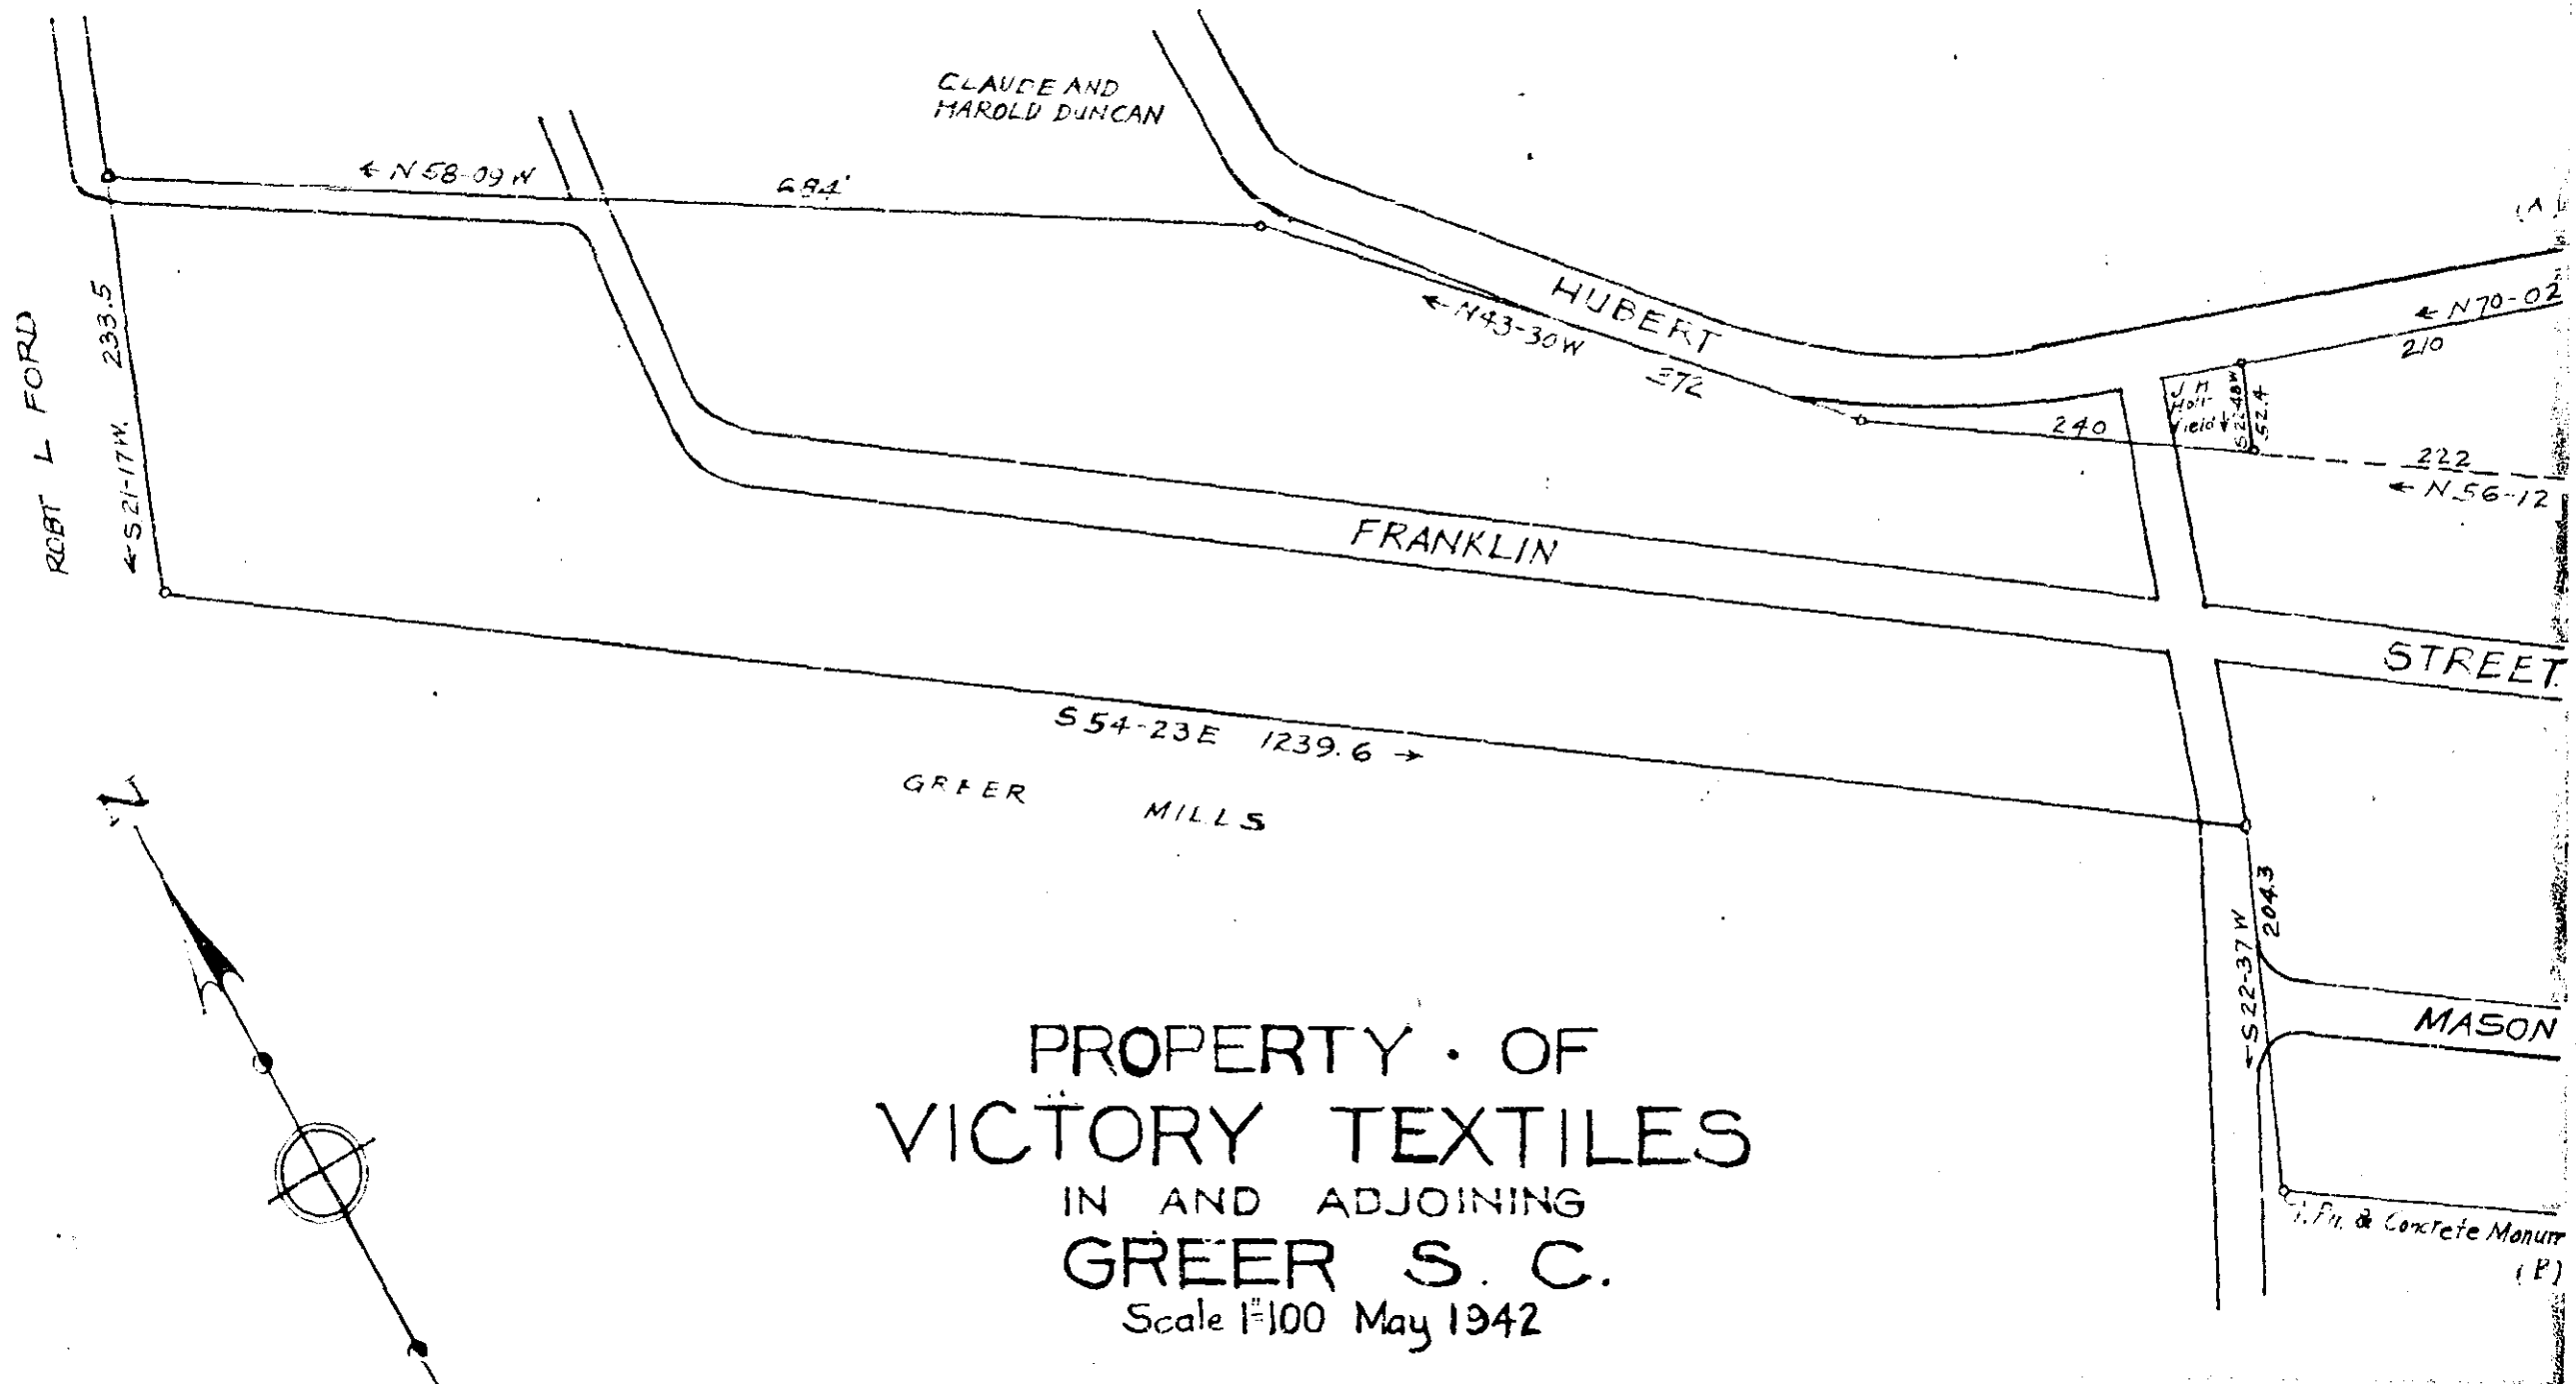 CLAUDE AND
HAROLD DUNCAN
← N 58-09 W
684'
(A)
HUBERT
← N 70-02
210
← N43-30W
372
J H
Holi-
field
S 22-48W
52.4
240
222
← N 56-12
ROBT L FORD
← S 21-17 W. 233.5
FRANKLIN
STREET.
S 54-23 E 1239.6 →
GREER MILLS
N
204.3
← S 22-37 W
MASON
PROPERTY · OF
VICTORY TEXTILES
IN AND ADJOINING
GREER S. C.
Scale 1"=100 May 1942
& Concrete Monum